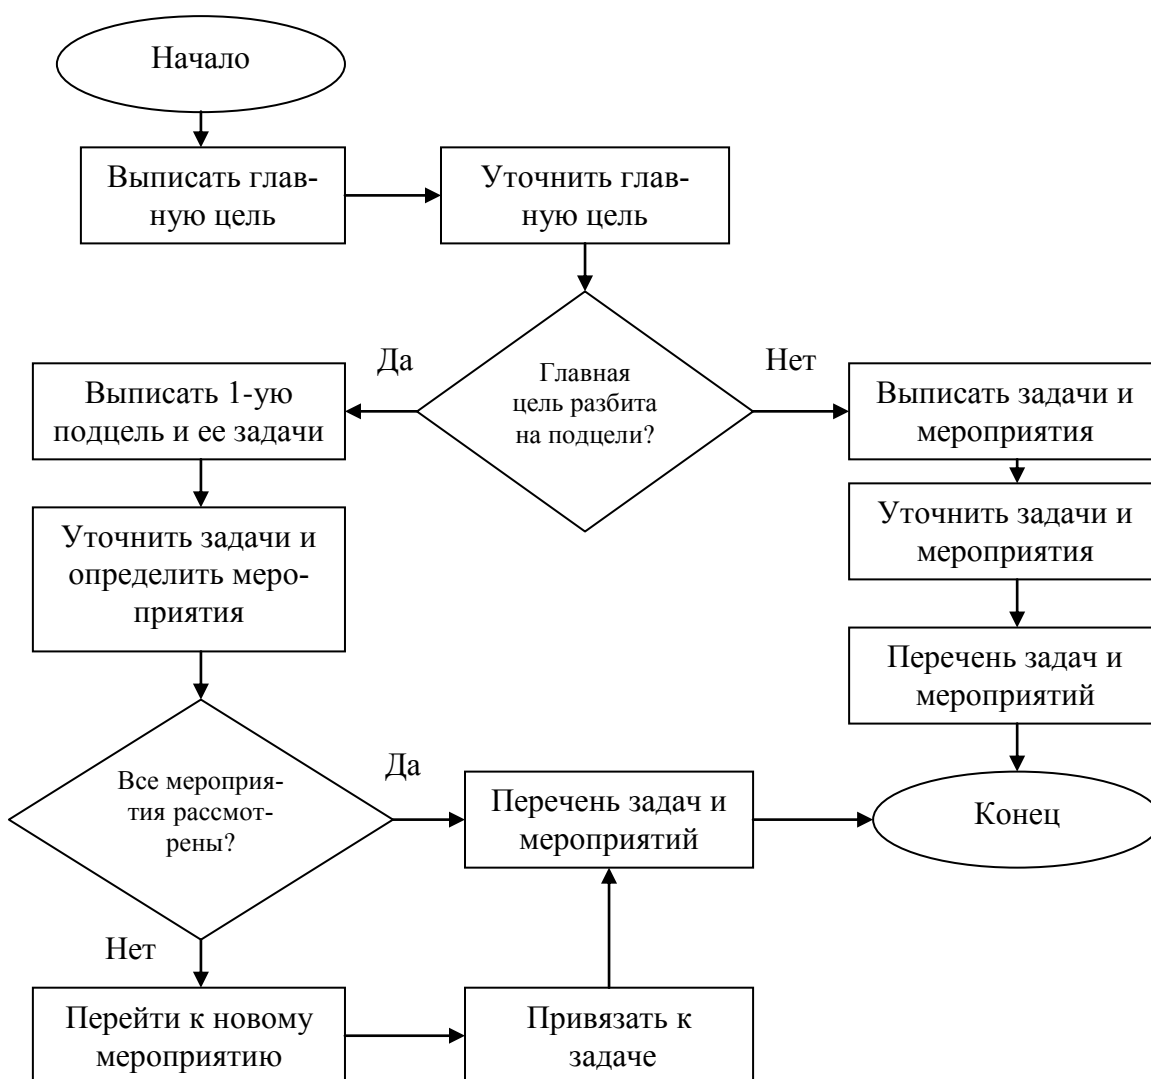 Начало
Выписать глав-
ную цель
Уточнить глав-
ную цель
Да
Нет
Главная
цель разбита
на подцели?
Выписать 1-ую
подцель и ее задачи
Выписать задачи и
мероприятия
Уточнить задачи и
определить меро-
приятия
Уточнить задачи и
мероприятия
Перечень задач и
мероприятий
Все мероприя-
тия рассмот-
рены?
Да
Перечень задач и
мероприятий
Конец
Нет
Перейти к новому
мероприятию
Привязать к
задаче